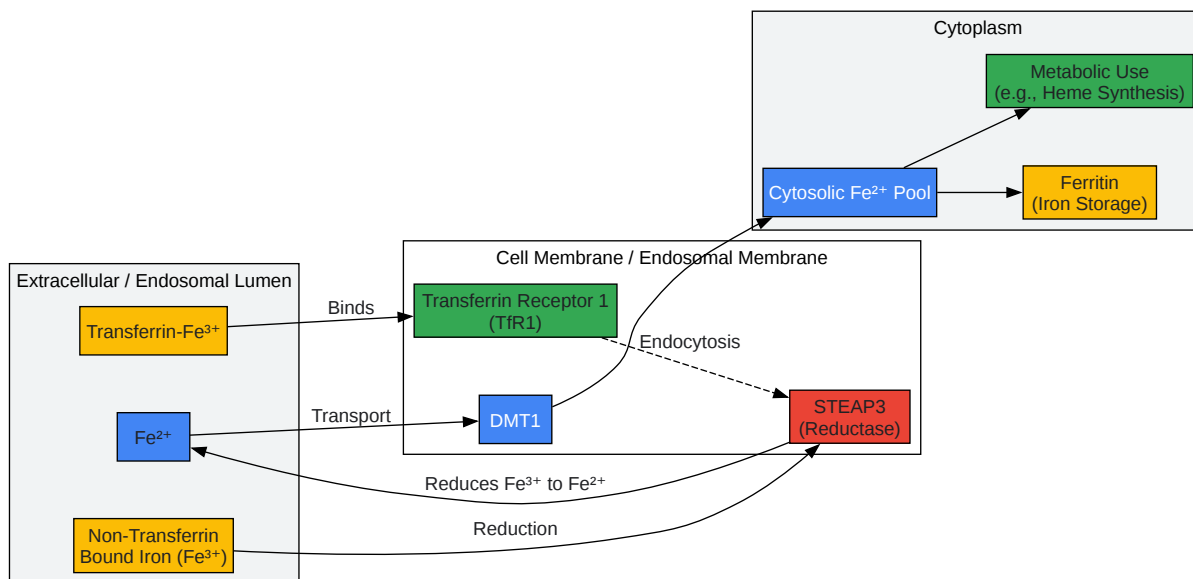 Cytoplasm
Metabolic Use
(e.g., Heme Synthesis)
Cytosolic Fe²⁺ Pool
Ferritin
(Iron Storage)
Cell Membrane / Endosomal Membrane
Extracellular / Endosomal Lumen
Transferrin Receptor 1
(TfR1)
Binds
Transferrin-Fe³⁺
Endocytosis
STEAP3
(Reductase)
DMT1
Transport
Fe²⁺
Reduces Fe³⁺ to Fe²⁺
Reduction
Non-Transferrin
Bound Iron (Fe³⁺)